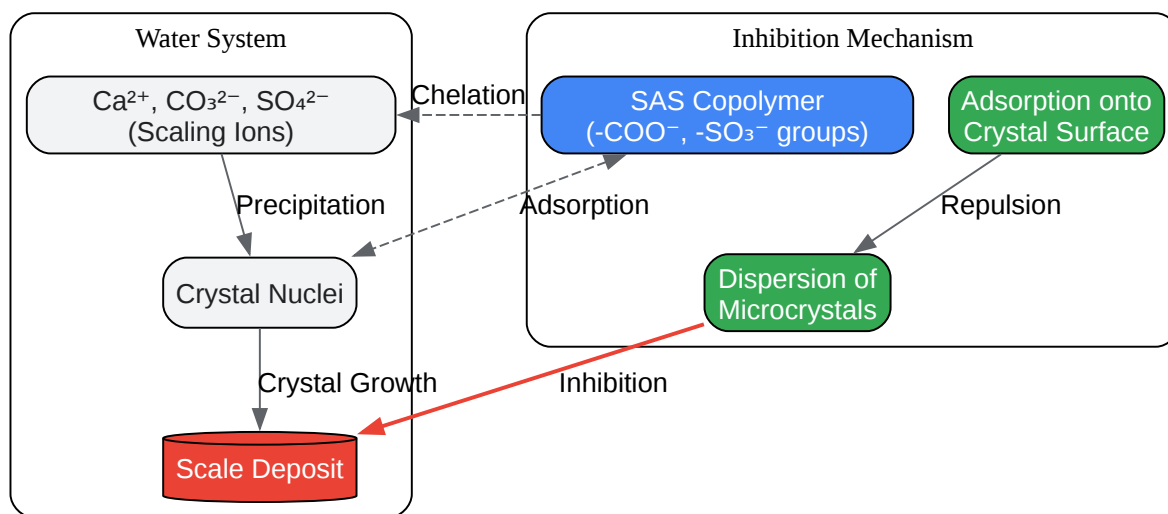 Water System
Inhibition Mechanism
Ca²⁺, CO₃²⁻, SO₄²⁻
(Scaling Ions)
Chelation
SAS Copolymer
(-COO⁻, -SO₃⁻ groups)
Adsorption onto
Crystal Surface
Precipitation
Adsorption
Repulsion
Crystal Nuclei
Dispersion of
Microcrystals
Crystal Growth
Inhibition
Scale Deposit